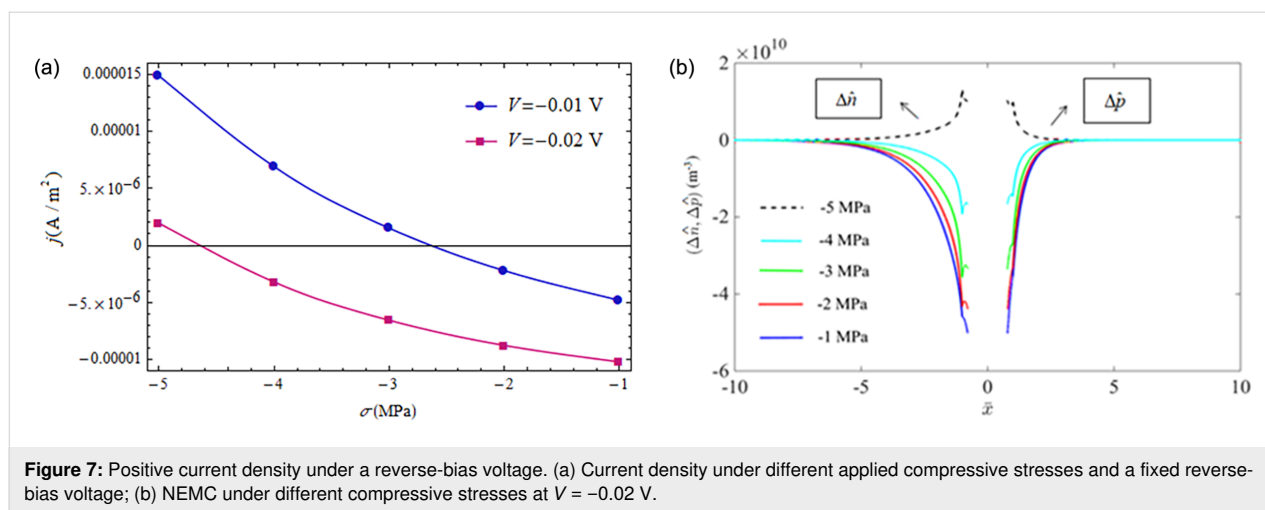 (a)
0.000015
0.00001
5.×10⁻⁶
0
−5.×10⁻⁶
−0.00001
j(A / m²)
V=−0.01 V
V=−0.02 V
−5 −4 −3 −2 −1
σ(MPa)
(b)
×10¹⁰
2
0
-2
-4
-6
(Δn̂, Δp̂) (m⁻³)
Δn̂
Δp̂
-5 MPa
-4 MPa
-3 MPa
-2 MPa
-1 MPa
-10 -5 0 5 10
x̄
Figure 7: Positive current density under a reverse-bias voltage. (a) Current density under different applied compressive stresses and a fixed reverse-
bias voltage; (b) NEMC under different compressive stresses at V = −0.02 V.